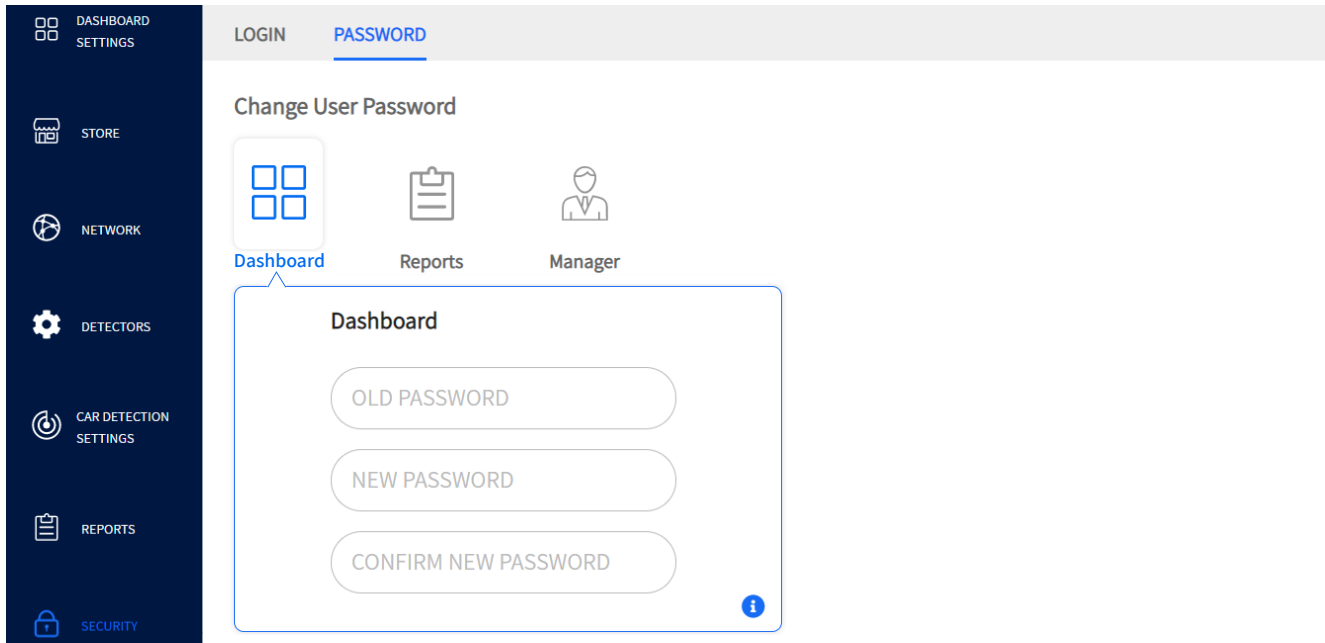 DASHBOARD
SETTINGS
STORE
NETWORK
DETECTORS
CAR DETECTION
SETTINGS
REPORTS
SECURITY
LOGIN PASSWORD
Change User Password
Dashboard Reports Manager
Dashboard
OLD PASSWORD
NEW PASSWORD
CONFIRM NEW PASSWORD